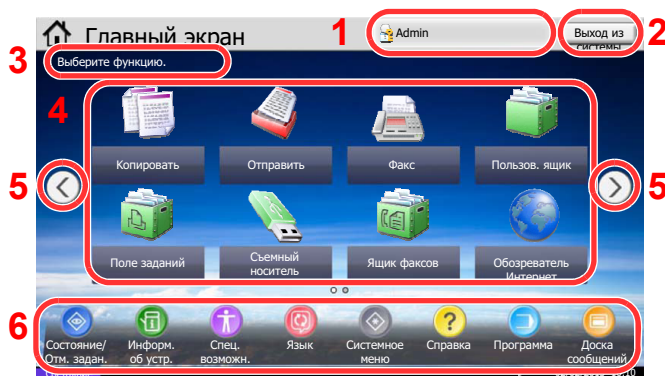 Главный экран
1
Admin
Выход из
системы
2
3
Выберите функцию.
4
Копировать
Отправить
Факс
Пользов. ящик
5
5
Поле заданий
Съемный
носитель
Ящик факсов
Обозреватель
Интернет
6
Состояние/
Отм. задан.
Информ.
об устр.
Спец.
возможн.
Язык
Системное
меню
Справка
Программа
Доска
сообщений